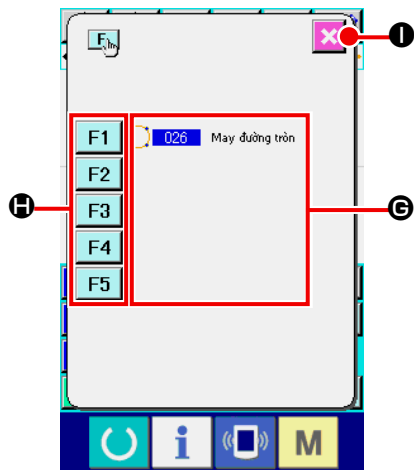 F
I
F1 026 May đường tròn
F2
F3
H G
F4
F5
i M